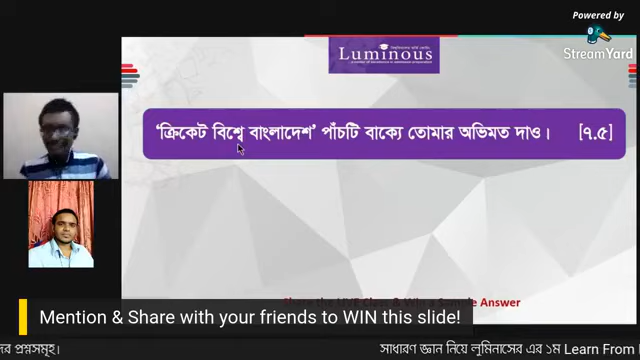 Powered by
StreamYard
Luminous
'ক্রিকেট বিশ্বে বাংলাদেশ' পাঁচটি বাক্যে তোমার অভিমত দাও। [৭.৫]
Answer
Mention & Share with your friends to WIN this slide!
প্রশ্নসমূহ। সাধারণ জ্ঞান নিয়ে লুমিনাসের এর ১ম Learn From